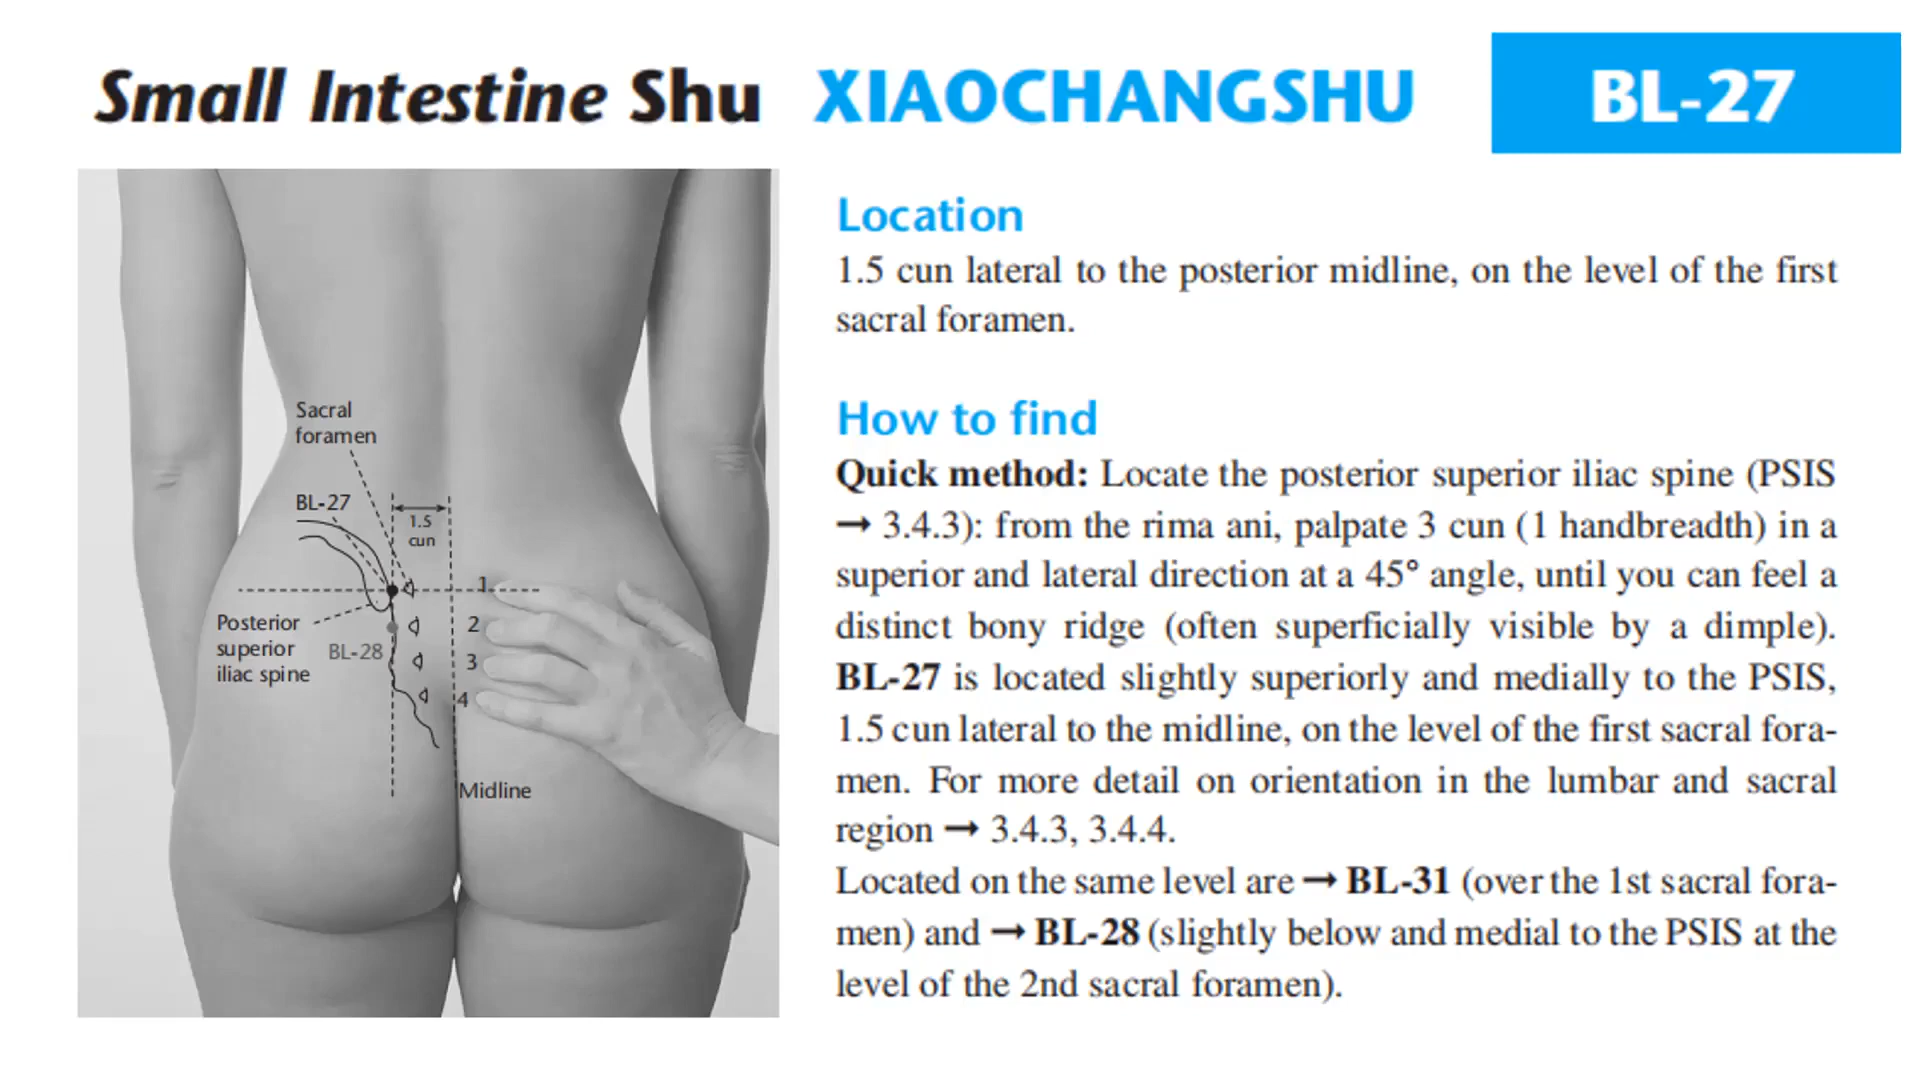 Small Intestine Shu XIAOCHANGSHU BL-27
Sacral
foramen
BL-27
1.5
cun
1
2
3
4
Posterior
superior
iliac spine
BL-28
Midline
Location
1.5 cun lateral to the posterior midline, on the level of the first
sacral foramen.
How to find
Quick method: Locate the posterior superior iliac spine (PSIS
→ 3.4.3): from the rima ani, palpate 3 cun (1 handbreadth) in a
superior and lateral direction at a 45° angle, until you can feel a
distinct bony ridge (often superficially visible by a dimple).
BL-27 is located slightly superiorly and medially to the PSIS,
1.5 cun lateral to the midline, on the level of the first sacral fora-
men. For more detail on orientation in the lumbar and sacral
region → 3.4.3, 3.4.4.
Located on the same level are → BL-31 (over the 1st sacral fora-
men) and → BL-28 (slightly below and medial to the PSIS at the
level of the 2nd sacral foramen).